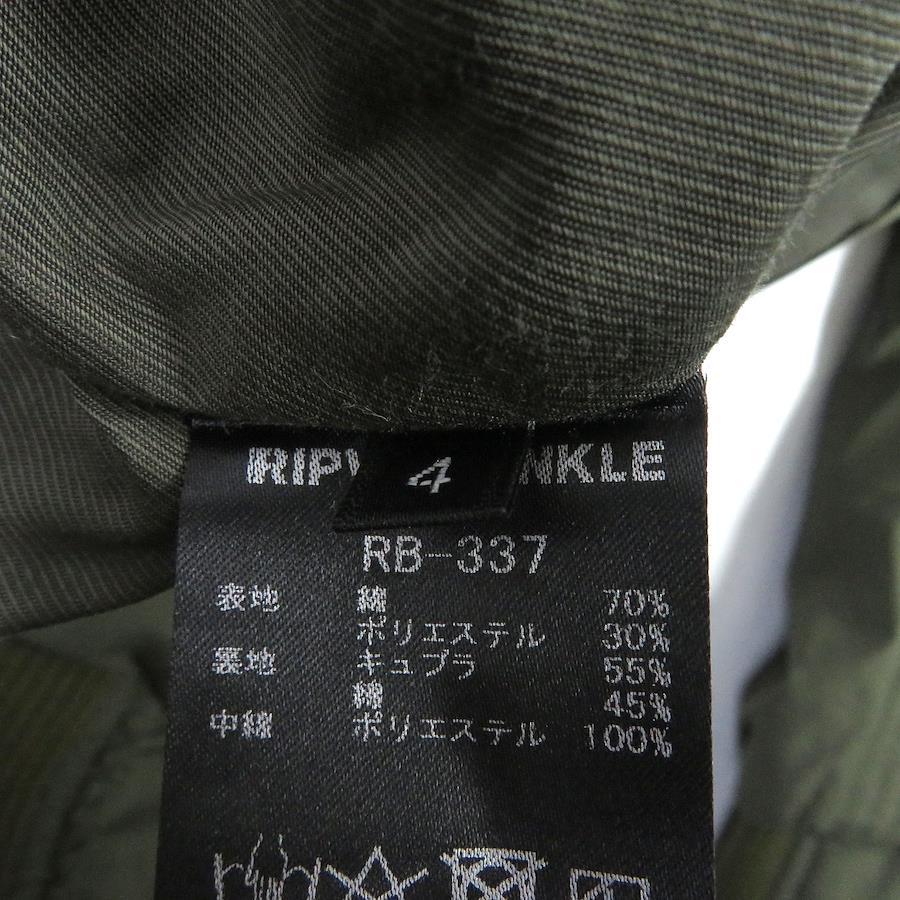 RIPV 4 NKLE
RB-337
表地 綿 70%
ポリエステル 30%
裏地 キュプラ 55%
綿 45%
中綿 ポリエステル 100%